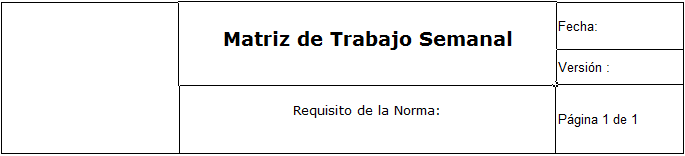 Matriz de Trabajo Semanal
Fecha:
Versión :
Requisito de la Norma:
Página 1 de 1